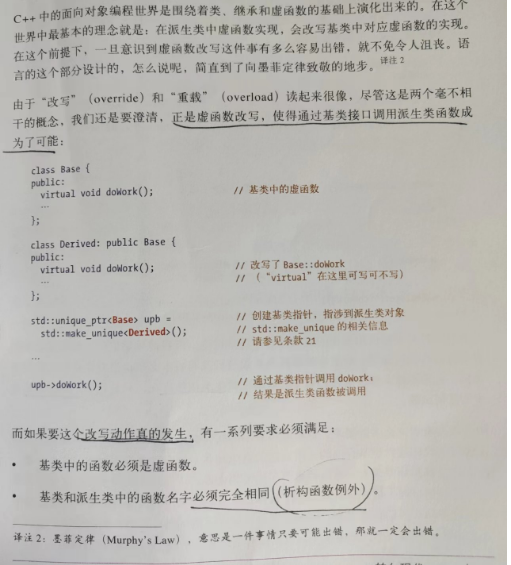 C++ 中的面向对象编程世界是围绕着类、继承和虚函数的基础上演化出来的。在这个
世界中最基本的理念就是：在派生类中虚函数实现，会改写基类中对应虚函数的实现。
在这个前提下，一旦意识到虚函数改写这件事有多么容易出错，就不免令人沮丧。语
言的这个部分设计的，怎么说呢，简直到了向墨菲定律致敬的地步。译注2
由于“改写”（override）和“重载”（overload）读起来很像，尽管这是两个毫不相
干的概念，我们还是要澄清，正是虚函数改写，使得通过基类接口调用派生类函数成
为了可能：
class Base {
public:
virtual void doWork(); // 基类中的虚函数
…
};
class Derived: public Base {
public:
virtual void doWork(); // 改写了 Base::doWork
… // （“virtual”在这里可写可不写）
};
std::unique_ptr<Base> upb = // 创建基类指针，指涉到派生类对象
std::make_unique<Derived>(); // std::make_unique 的相关信息
// 请参见条款 21
…
upb->doWork(); // 通过基类指针调用 doWork；
// 结果是派生类函数被调用
而如果要这个改写动作真的发生，有一系列要求必须满足：
• 基类中的函数必须是虚函数。
• 基类和派生类中的函数名字必须完全相同（析构函数例外）。
译注 2：墨菲定律（Murphy's Law），意思是一件事情只要可能出错，那就一定会出错。